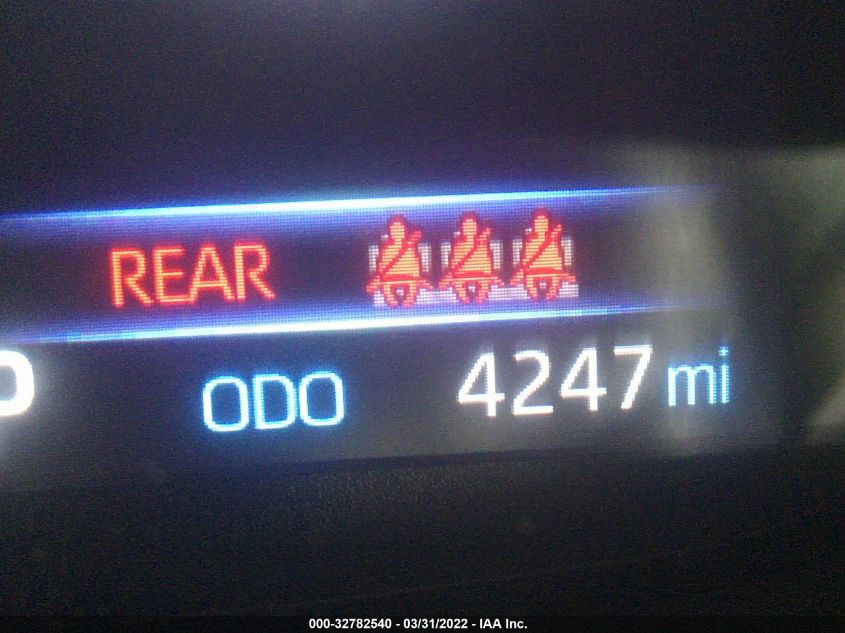 REAR
ODO 4247 mi
000-32782540 - 03/31/2022 - IAA Inc.